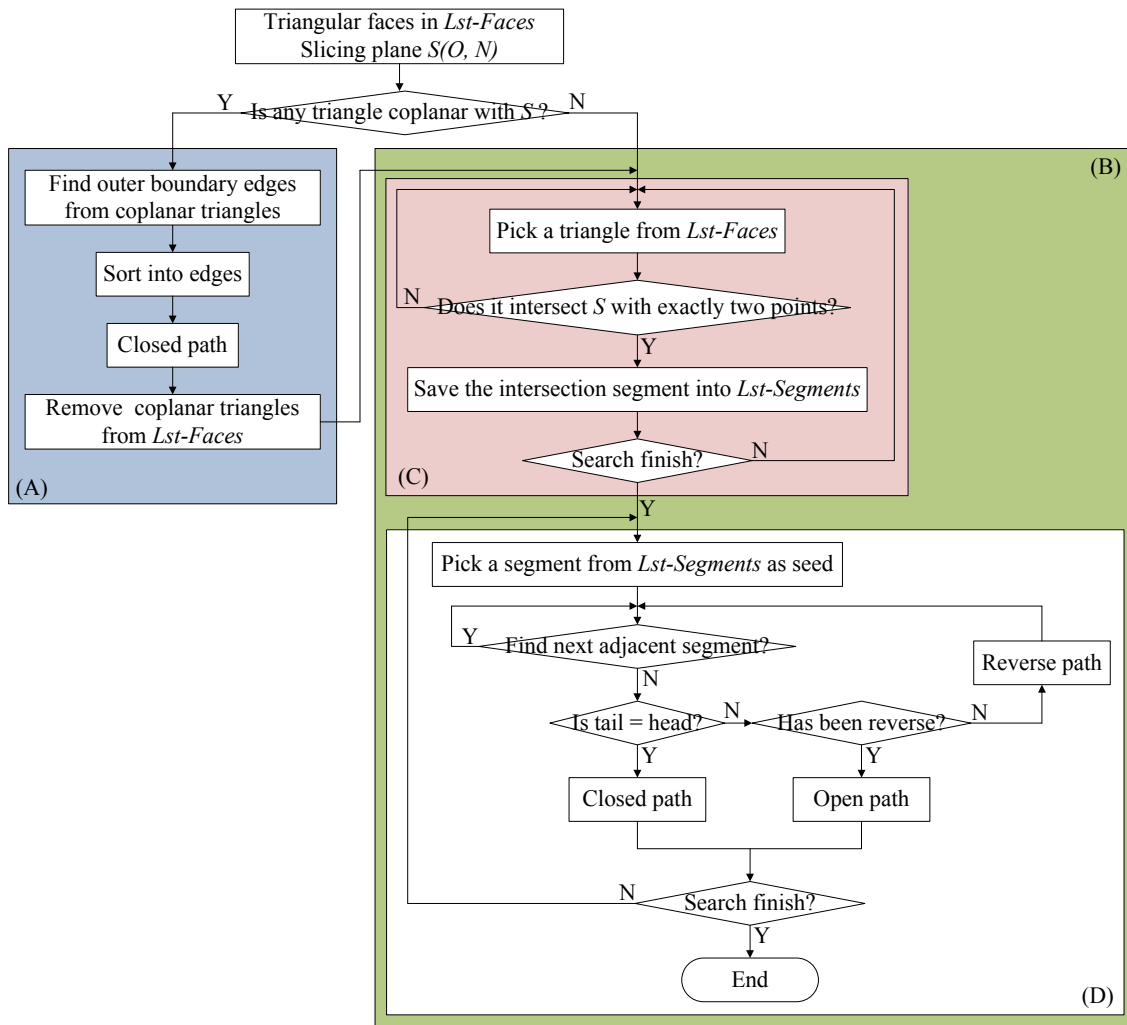 Triangular faces in Lst-Faces
Slicing plane S(O, N)
Y
Is any triangle coplanar with S ?
N
Find outer boundary edges
from coplanar triangles
Sort into edges
Closed path
Remove coplanar triangles
from Lst-Faces
(A)
(B)
Pick a triangle from Lst-Faces
N
Does it intersect S with exactly two points?
Y
Save the intersection segment into Lst-Segments
Search finish?
N
(C)
Y
Pick a segment from Lst-Segments as seed
Y
Find next adjacent segment?
Reverse path
N
Is tail = head?
N
Has been reverse?
N
Y
Y
Closed path
Open path
N
Search finish?
Y
End
(D)